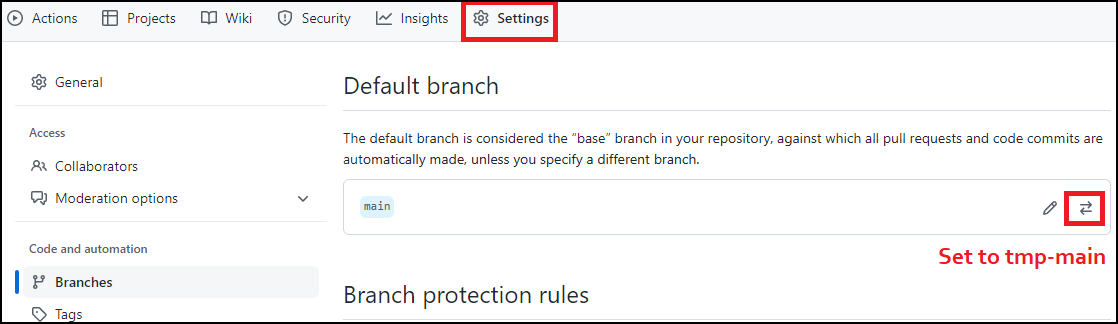 Actions Projects Wiki Security Insights Settings
General
Access
Collaborators
Moderation options
Code and automation
Branches
Tags
Default branch
The default branch is considered the “base” branch in your repository, against which all pull requests and code commits are
automatically made, unless you specify a different branch.
main
Set to tmp-main
Branch protection rules